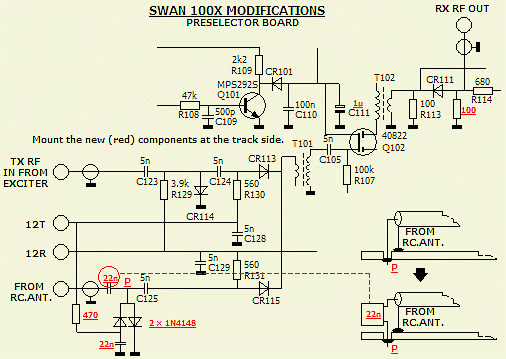 SWAN 100X MODIFICATIONS
PRESELECTOR BOARD
RX RF OUT
2k2
R109
CR101
MPS2925
Q101
47k
R108
500p
C109
100n
C110
1u
C111
T102
CR111
680
R114
100
R113
100
40822
Q102
Mount the new (red) components at the track side.
T101
5n
C105
100k
R107
TX RF
IN FROM
EXCITER
5n
C123
5n
C124
CR113
3.9k
R129
560
R130
CR114
12T
5n
C128
12R
5n
C129
560
R131
FROM
RC.ANT.
22n
P
5n
C125
CR115
470
2 x 1N4148
22n
FROM
RC.ANT.
P
22n
FROM
RC.ANT.
P